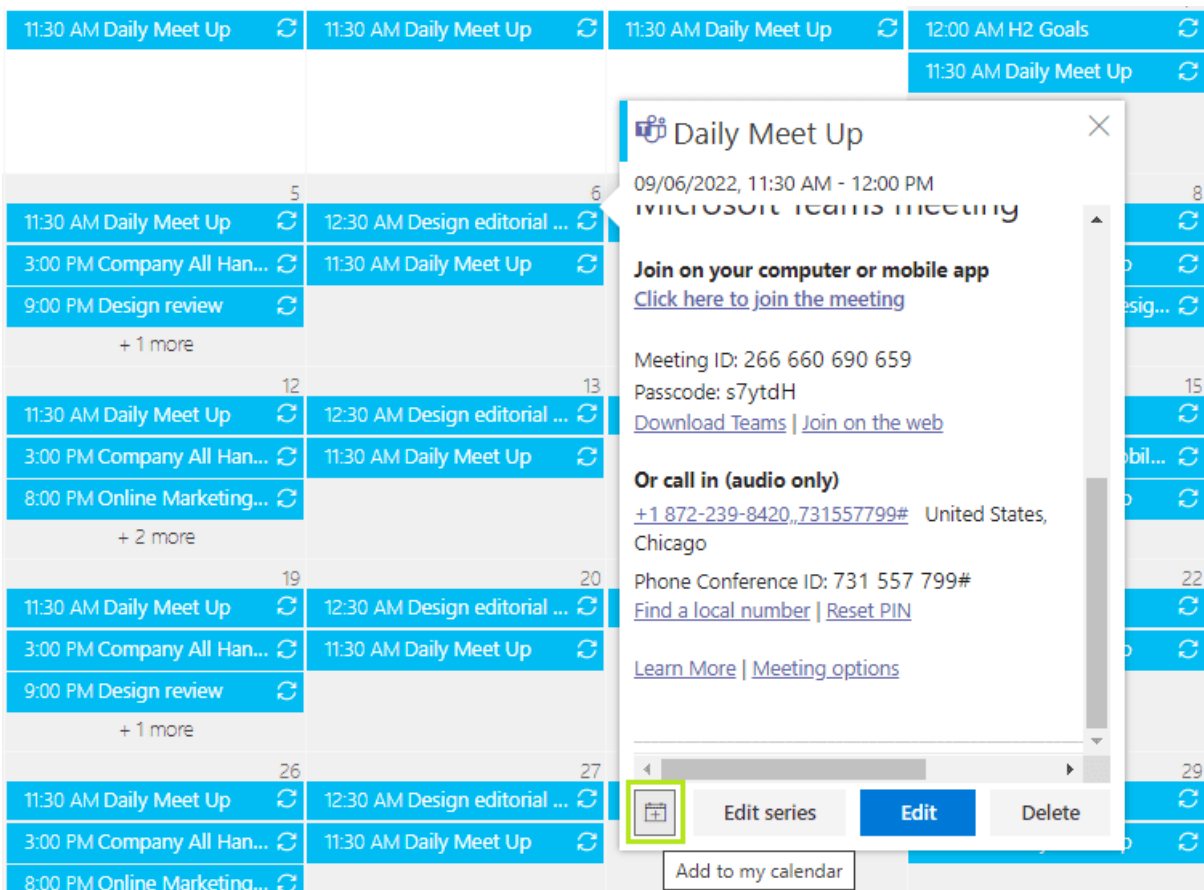 11:30 AM Daily Meet Up
11:30 AM Daily Meet Up
11:30 AM Daily Meet Up
12:00 AM H2 Goals
11:30 AM Daily Meet Up
5
11:30 AM Daily Meet Up
3:00 PM Company All Han...
9:00 PM Design review
+ 1 more
6
12:30 AM Design editorial ...
11:30 AM Daily Meet Up
8
esig...
12
11:30 AM Daily Meet Up
3:00 PM Company All Han...
8:00 PM Online Marketing...
+ 2 more
13
12:30 AM Design editorial ...
11:30 AM Daily Meet Up
15
bil...
19
11:30 AM Daily Meet Up
3:00 PM Company All Han...
9:00 PM Design review
+ 1 more
20
12:30 AM Design editorial ...
11:30 AM Daily Meet Up
22
26
11:30 AM Daily Meet Up
3:00 PM Company All Han...
8:00 PM Online Marketing...
27
12:30 AM Design editorial ...
11:30 AM Daily Meet Up
29
Daily Meet Up
09/06/2022, 11:30 AM - 12:00 PM
Microsoft Teams meeting
Join on your computer or mobile app
Click here to join the meeting
Meeting ID: 266 660 690 659
Passcode: s7ytdH
Download Teams | Join on the web
Or call in (audio only)
+1 872-239-8420,,731557799# United States,
Chicago
Phone Conference ID: 731 557 799#
Find a local number | Reset PIN
Learn More | Meeting options
Edit series
Edit
Delete
Add to my calendar